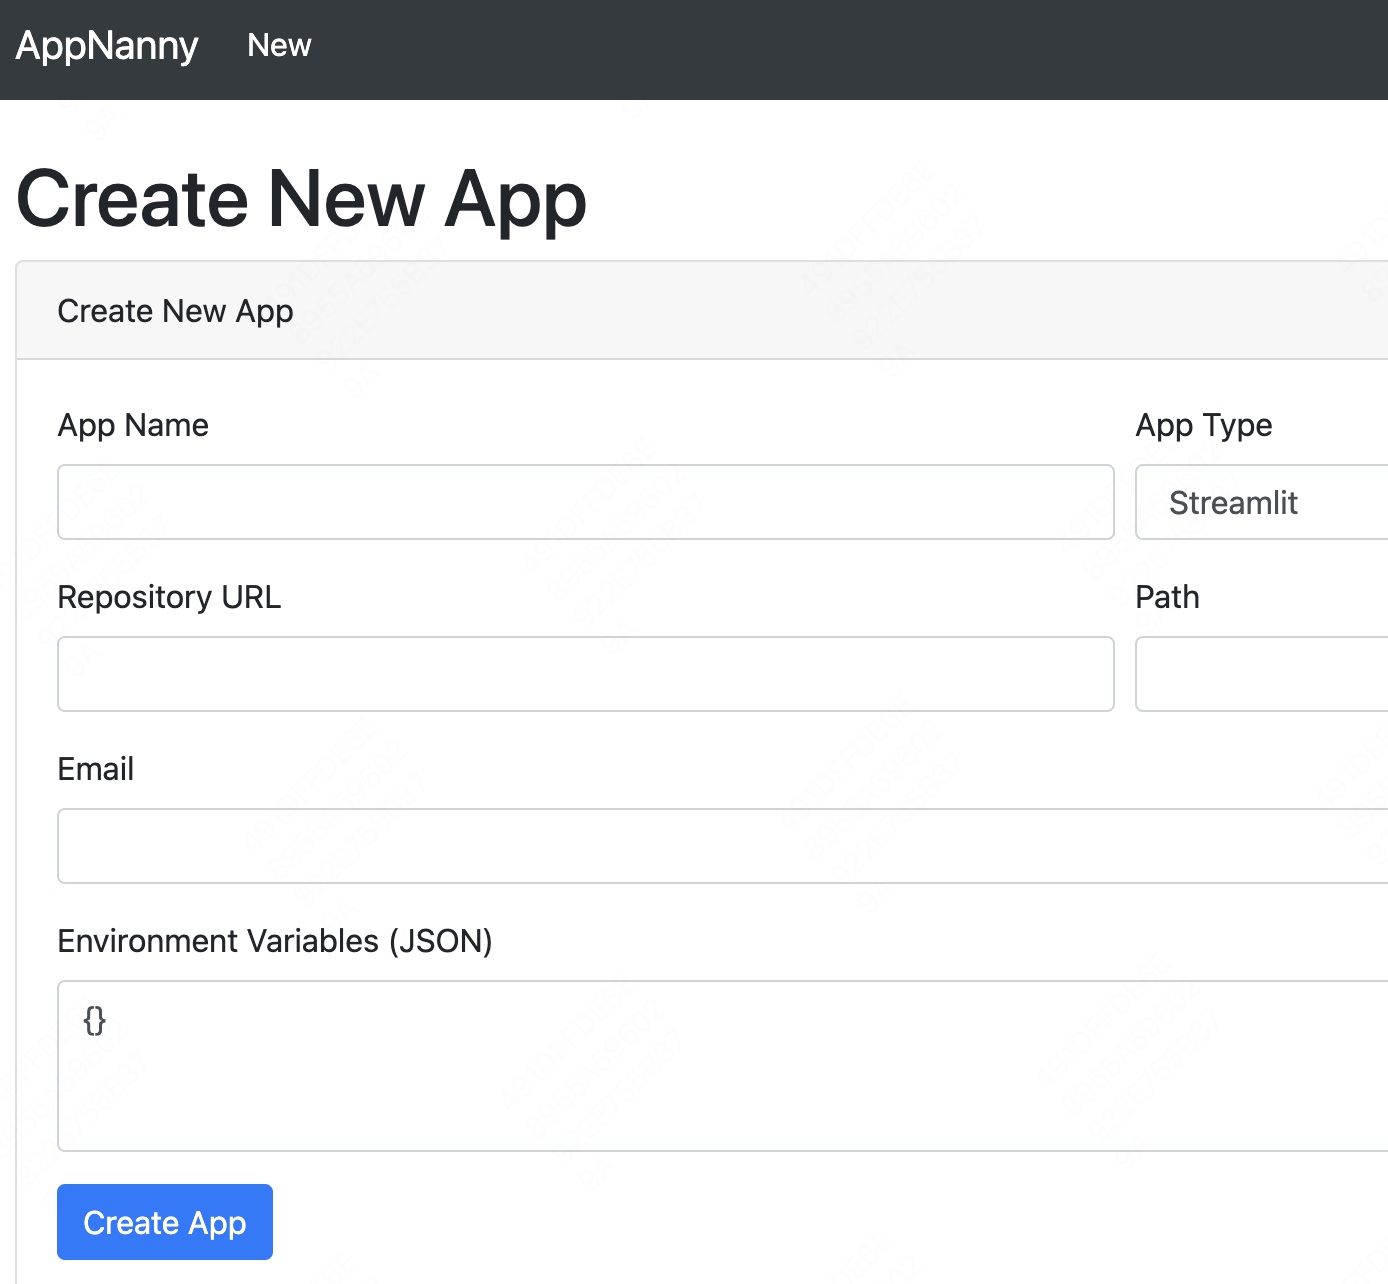 AppNanny New
Create New App
Create New App
App Name App Type
Streamlit
Repository URL Path
Email
Environment Variables (JSON)
{}
Create App